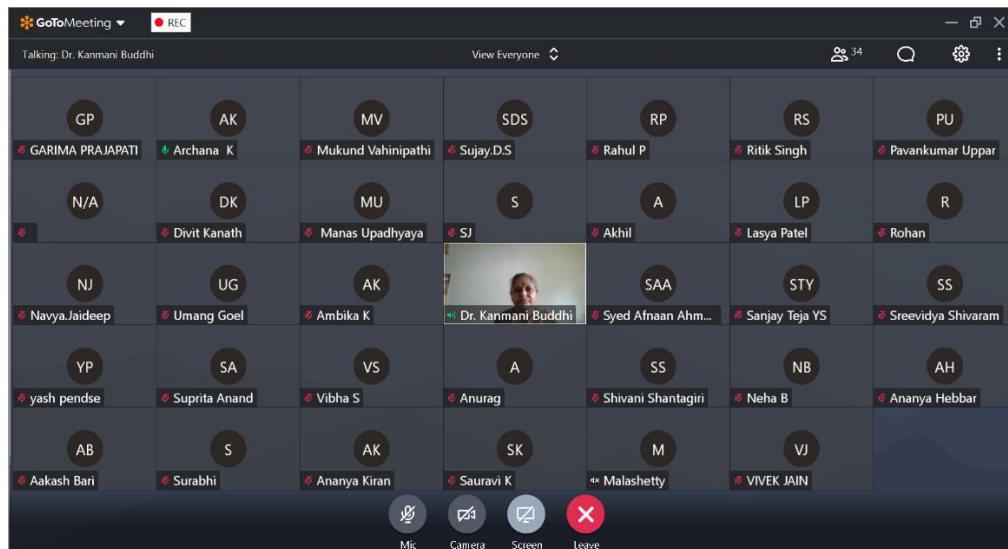 GoToMeeting REC
Talking: Dr. Kanmani Buddhi View Everyone 34
GP AK MV SDS RP RS PU
GARIMA PRAJAPATI Archana K Mukund Vahinipathi Sujay.D.S Rahul P Ritik Singh Pavankumar Uppar
N/A DK MU S A LP R
Divit Kanath Manas Upadhyaya SJ Akhil Lasya Patel Rohan
NJ UG AK SAA STY SS
Navya.Jaideep Umang Goel Ambika K Dr. Kanmani Buddhi Syed Afnaan Ahm... Sanjay Teja YS Sreevidya Shivaram
YP SA VS A SS NB AH
yash pendse Suprita Anand Vibha S Anurag Shivani Shantagiri Neha B Ananya Hebbar
AB S AK SK M VJ
Aakash Bari Surabhi Ananya Kiran Sauravi K Malashetty VIVEK JAIN
Mic Camera Screen Leave